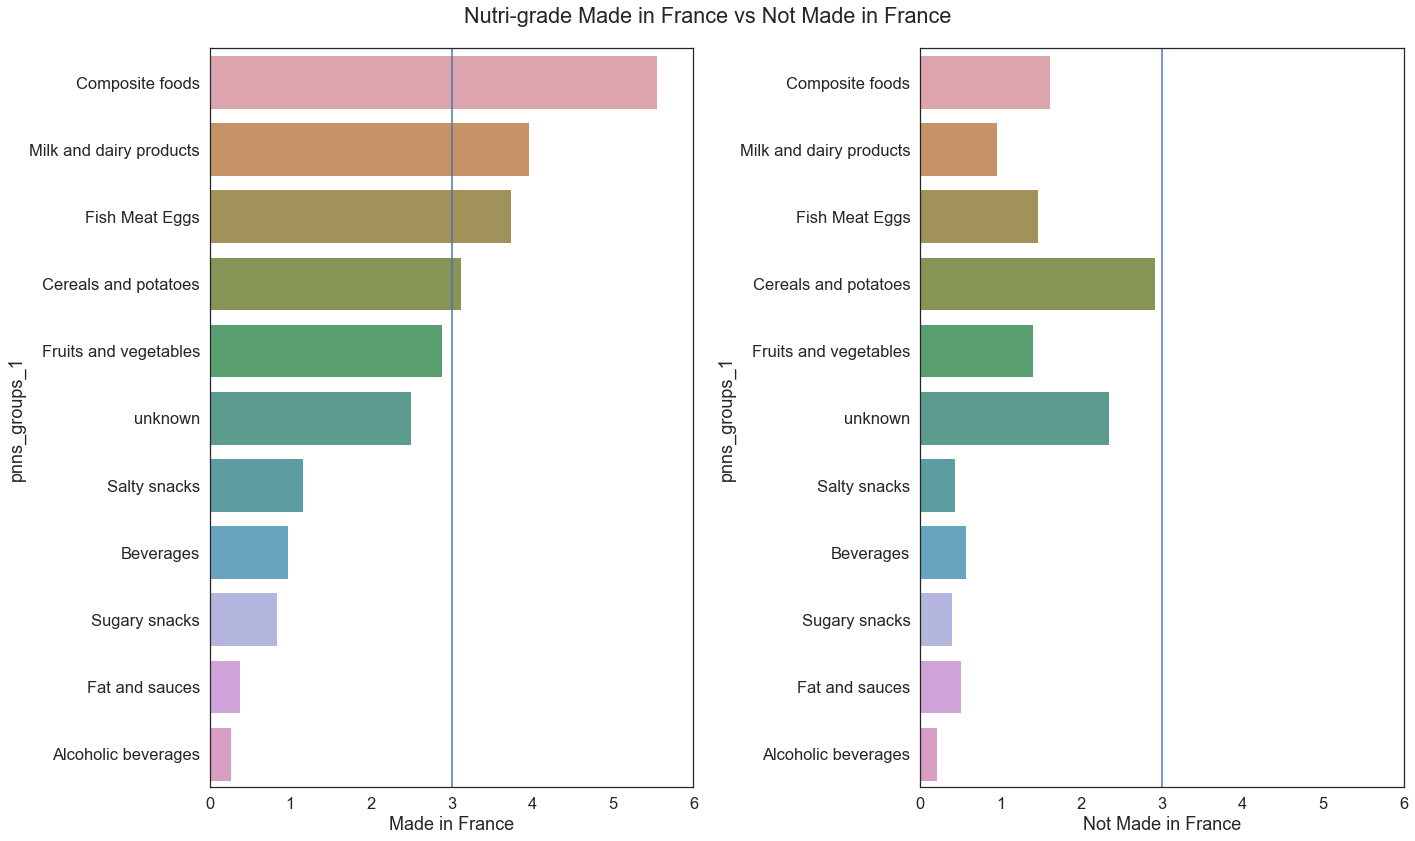 Nutri-grade Made in France vs Not Made in France
pnns_groups_1
Composite foods
Milk and dairy products
Fish Meat Eggs
Cereals and potatoes
Fruits and vegetables
unknown
Salty snacks
Beverages
Sugary snacks
Fat and sauces
Alcoholic beverages
0 1 2 3 4 5 6
Made in France
pnns_groups_1
Composite foods
Milk and dairy products
Fish Meat Eggs
Cereals and potatoes
Fruits and vegetables
unknown
Salty snacks
Beverages
Sugary snacks
Fat and sauces
Alcoholic beverages
0 1 2 3 4 5 6
Not Made in France